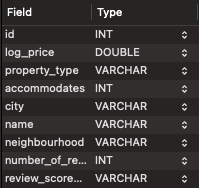 Field Type
id INT
log_price DOUBLE
property_type VARCHAR
accommodates INT
city VARCHAR
name VARCHAR
neighbourhood VARCHAR
number_of_re... INT
review_score... VARCHAR